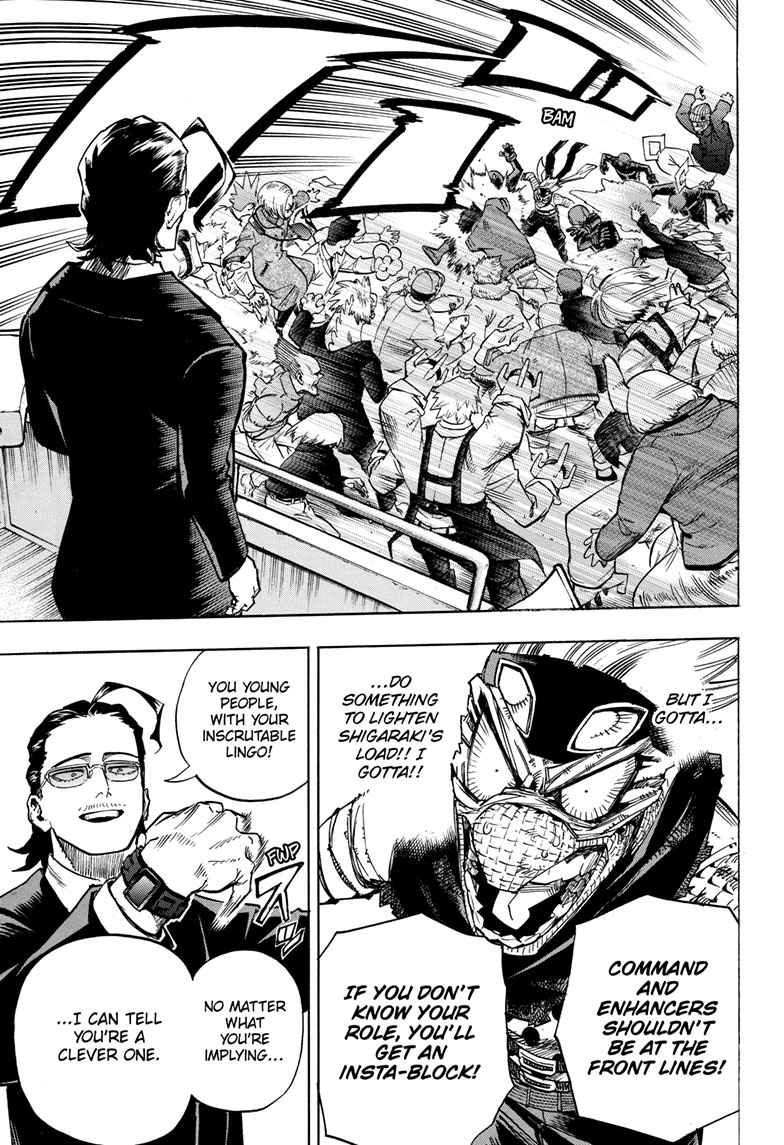 BAM
BUT I
GOTTA...
...DO
SOMETHING
TO LIGHTEN
SHIGARAKI'S
LOAD!! I
GOTTA!!
COMMAND
AND
ENHANCERS
SHOULDN'T
BE AT THE
FRONT LINES!
IF YOU DON'T
KNOW YOUR
ROLE, YOU'LL
GET AN
INSTA-BLOCK!
YOU YOUNG
PEOPLE,
WITH YOUR
INSCRUTABLE
LINGO!
FWP
NO MATTER
WHAT
YOU'RE
IMPLYING...
...I CAN TELL
YOU'RE A
CLEVER ONE.